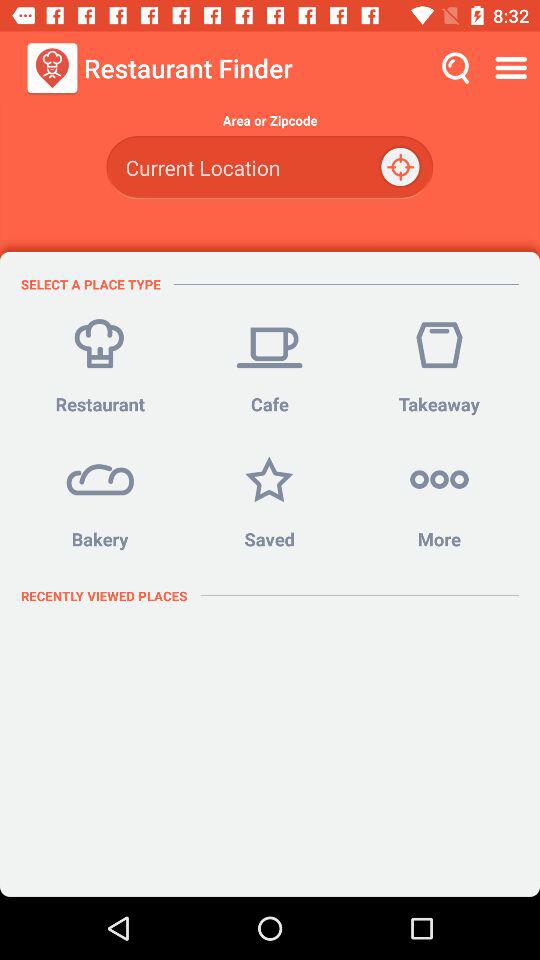 8:32
Restaurant Finder
Area or Zipcode
Current Location
SELECT A PLACE TYPE
Restaurant Cafe Takeaway
Bakery Saved More
RECENTLY VIEWED PLACES